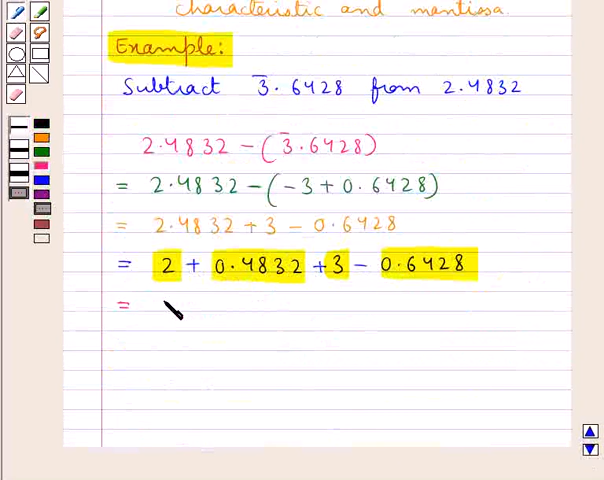 characteristic and mantissa.
Example:
Subtract 3̅.6428 from 2.4832
2.4832 - (3̅.6428)
= 2.4832 - (-3 + 0.6428)
= 2.4832 + 3 - 0.6428
= 2 + 0.4832 + 3 - 0.6428
=